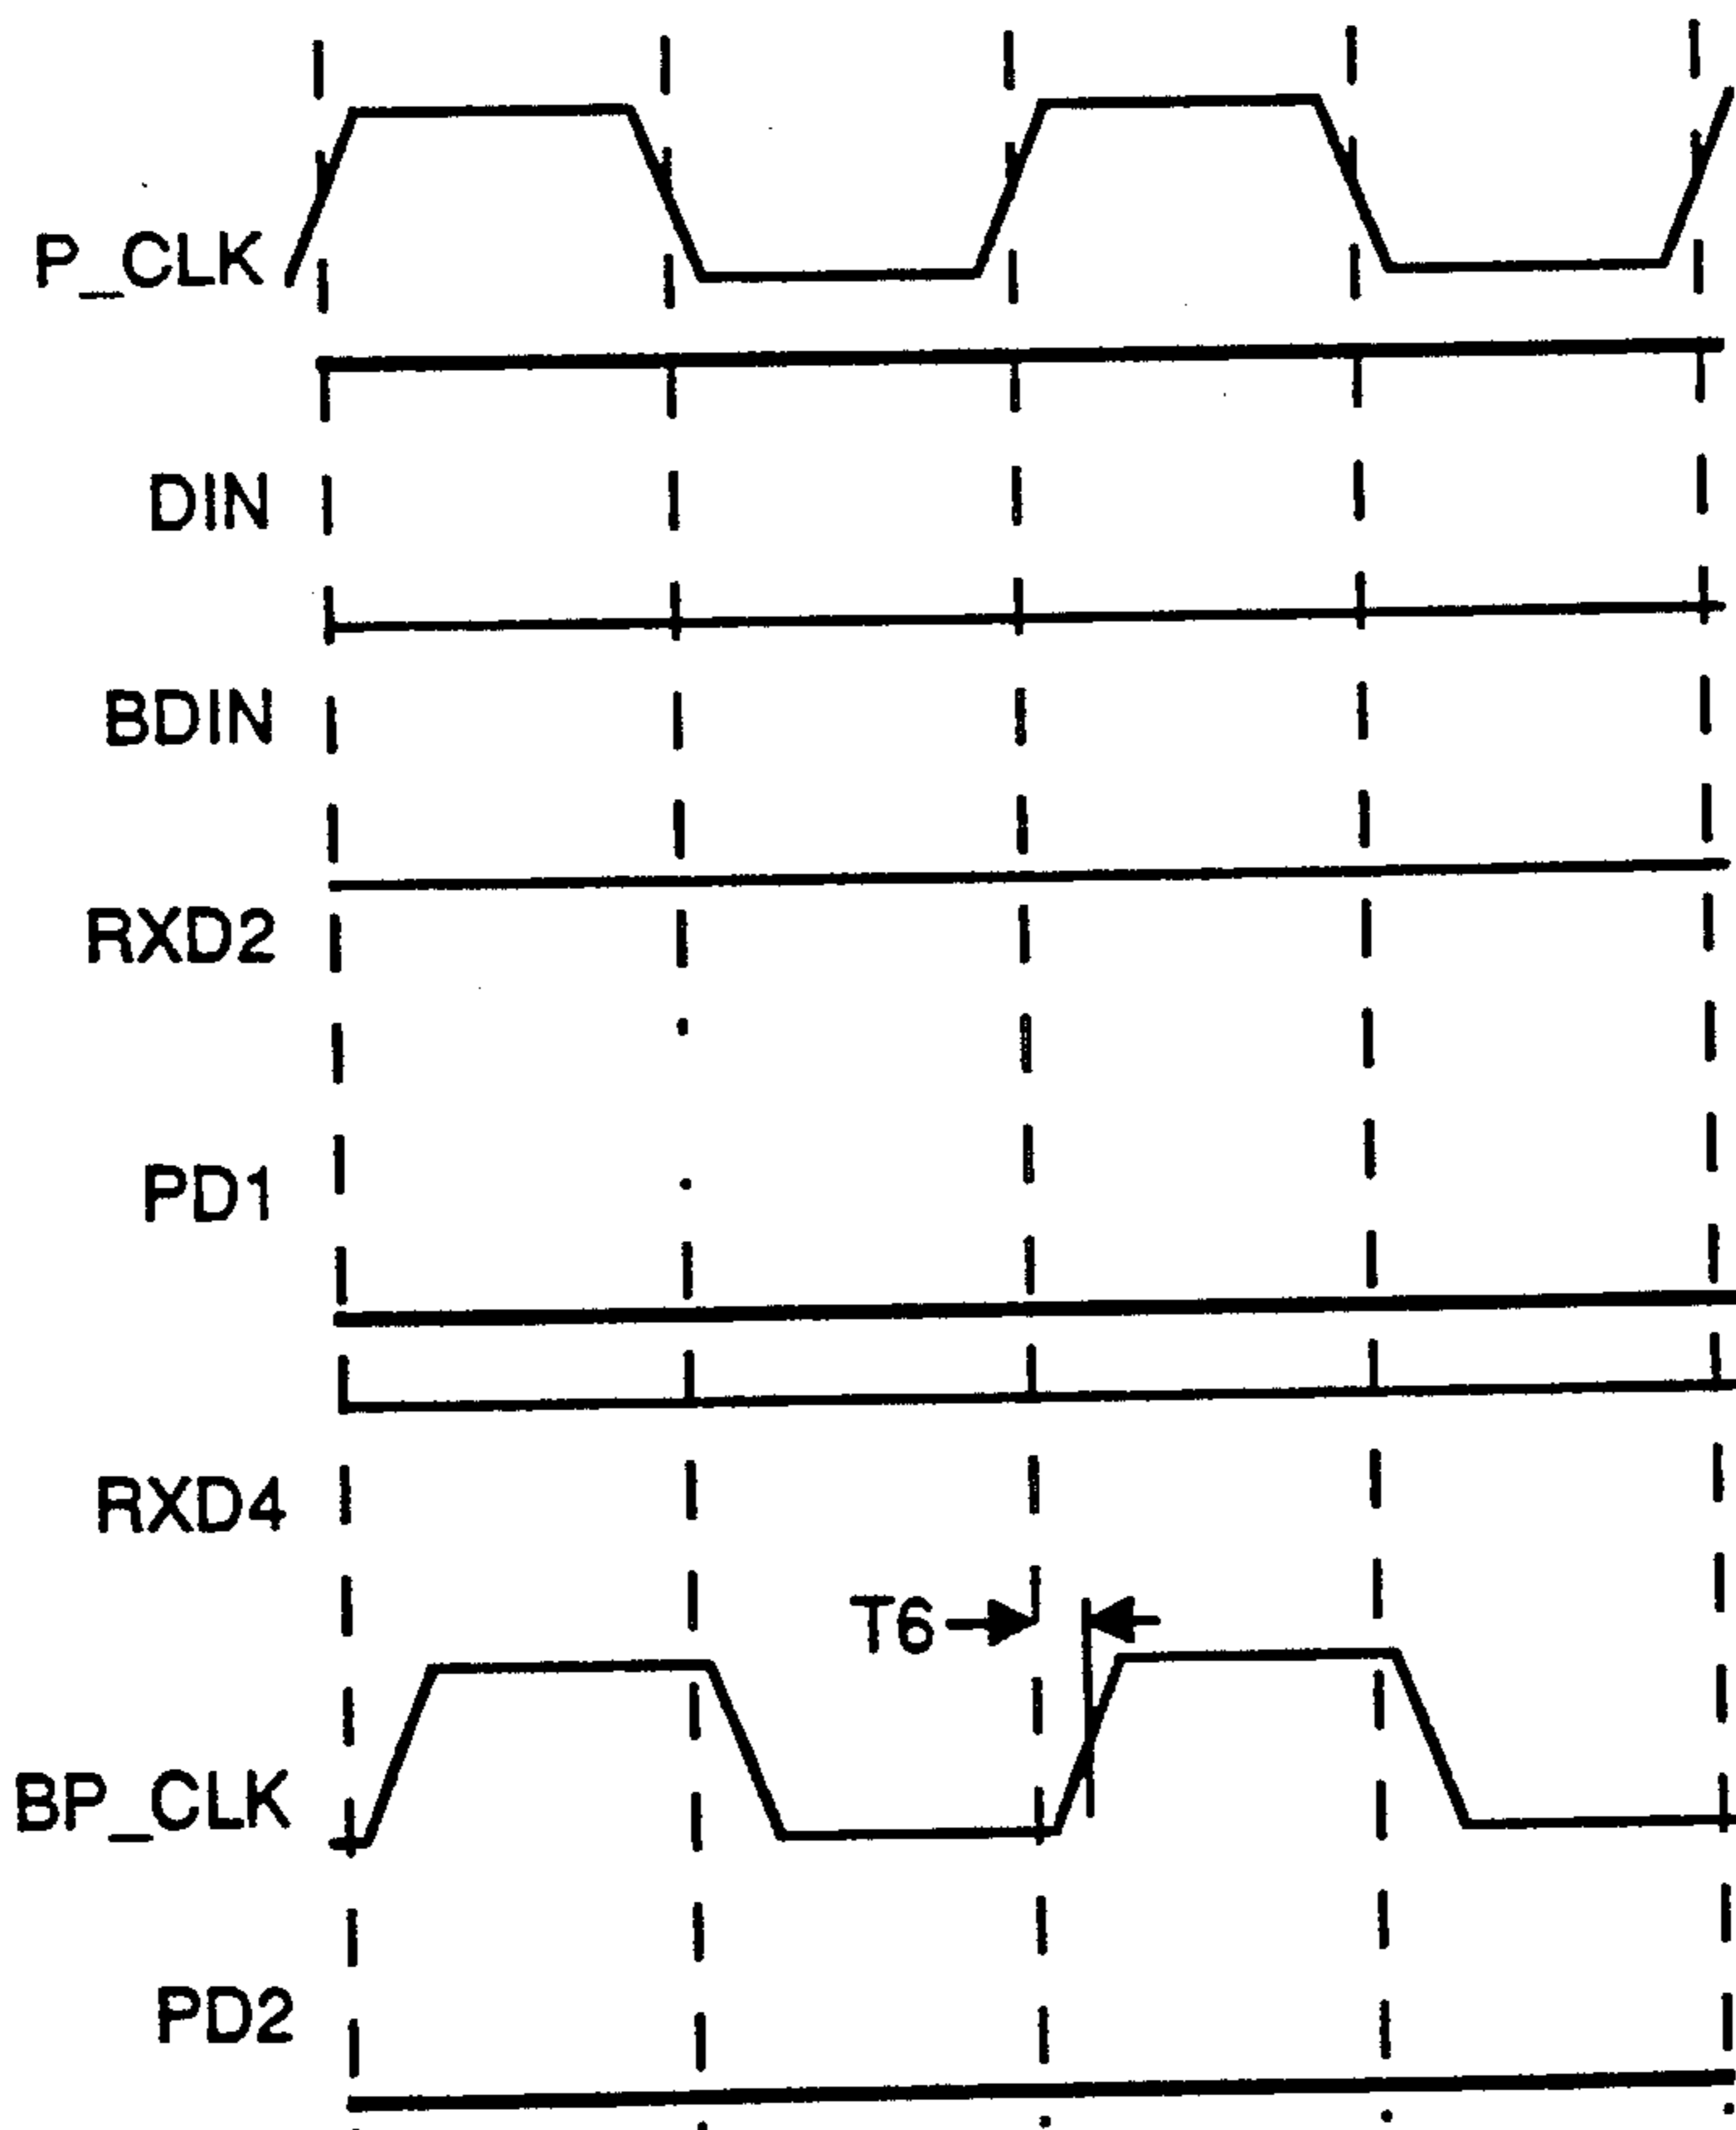 P_CLK
DIN
BDIN
RXD2
PD1
RXD4
T6
BP_CLK
PD2